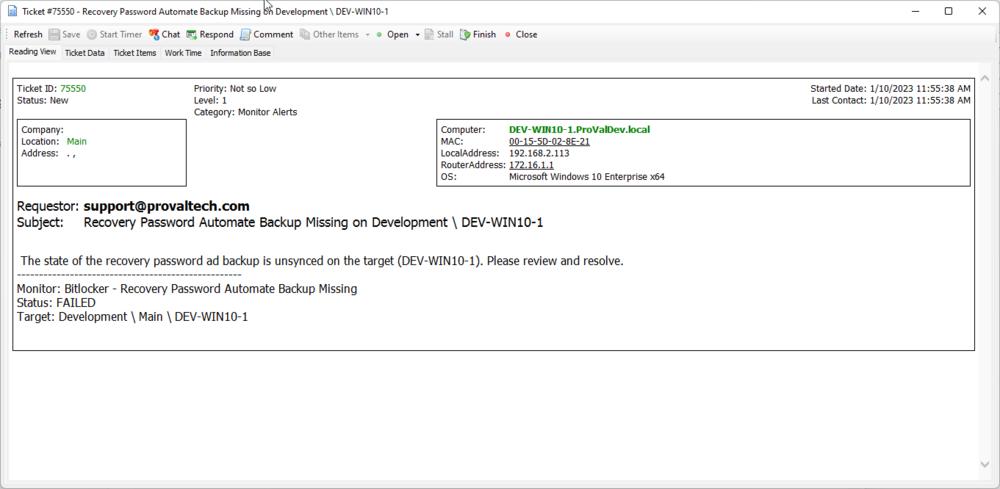 Ticket #75550 - Recovery Password Automate Backup Missing on Development \ DEV-WIN10-1
Refresh Save Start Timer Chat Respond Comment Other Items Open Stall Finish Close
Reading View Ticket Data Ticket Items Work Time Information Base
Ticket ID: 75550 Priority: Not so Low Started Date: 1/10/2023 11:55:38 AM
Status: New Level: 1 Last Contact: 1/10/2023 11:55:38 AM
Category: Monitor Alerts
Company: Computer: DEV-WIN10-1.ProValDev.local
Location: Main MAC: 00-15-5D-02-8E-21
Address: . , LocalAddress: 192.168.2.113
RouterAddress: 172.16.1.1
OS: Microsoft Windows 10 Enterprise x64
Requestor: support@provaltech.com
Subject: Recovery Password Automate Backup Missing on Development \ DEV-WIN10-1
The state of the recovery password ad backup is unsynced on the target (DEV-WIN10-1). Please review and resolve.
---------------------------------------------------
Monitor: Bitlocker - Recovery Password Automate Backup Missing
Status: FAILED
Target: Development \ Main \ DEV-WIN10-1